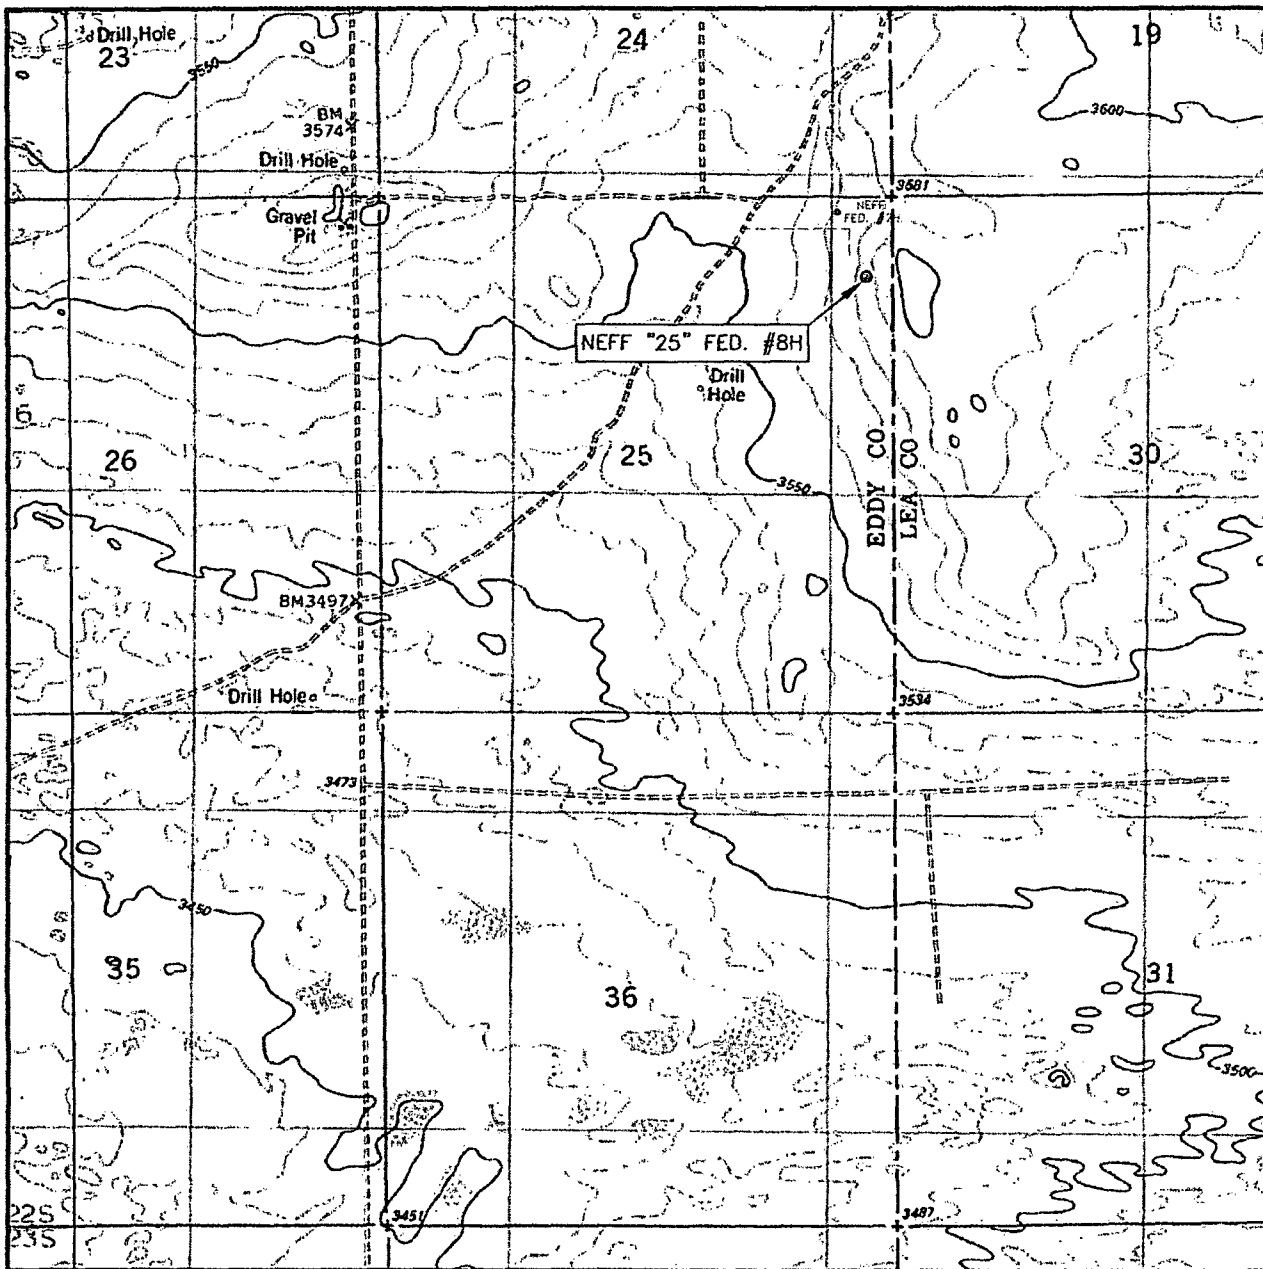 Drill Hole
23
24
19
3550
3600
BM
3574
Drill Hole
3581
Gravel
Pit
NEFF
FED. #7H
NEFF "25" FED. #8H
Drill
Hole
6
26
25
30
3550
EDDY CO
LEA CO
BM3497
Drill Hole
3534
3473
3450
35
36
31
3500
22S
23S
3451
3487